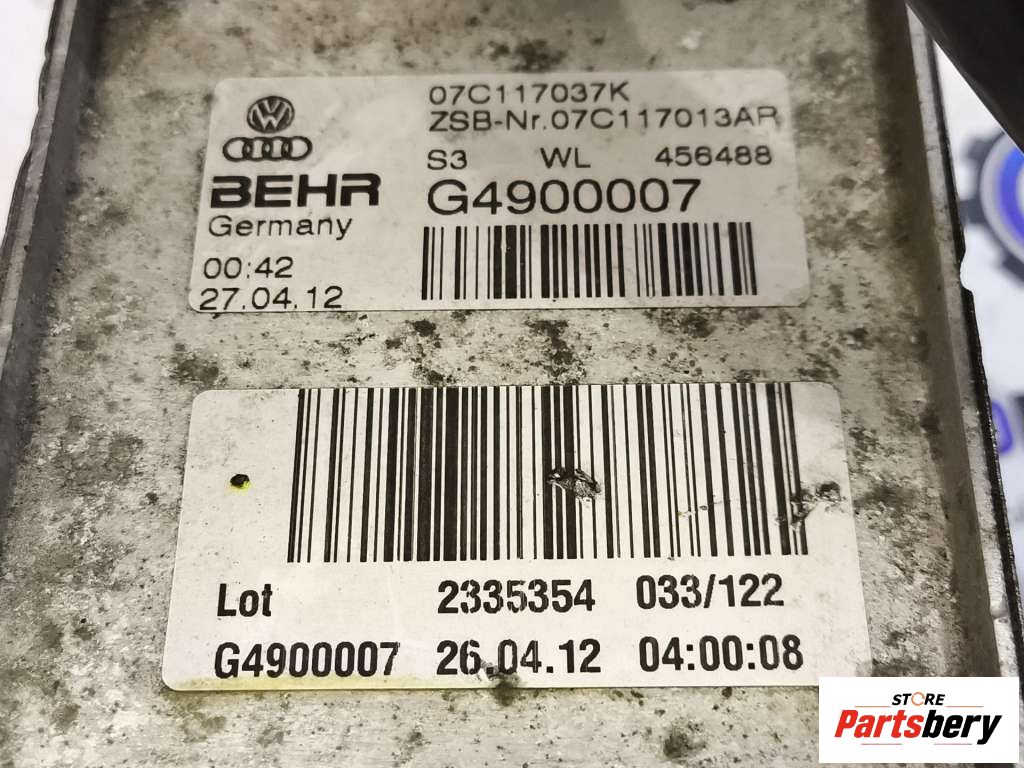 07C117037K
ZSB-Nr.07C117013AR
S3 WL 456488
BEHR G4900007
Germany
00:42
27.04.12
Lot 2335354 033/122
G4900007 26.04.12 04:00:08
STORE
Partsbery